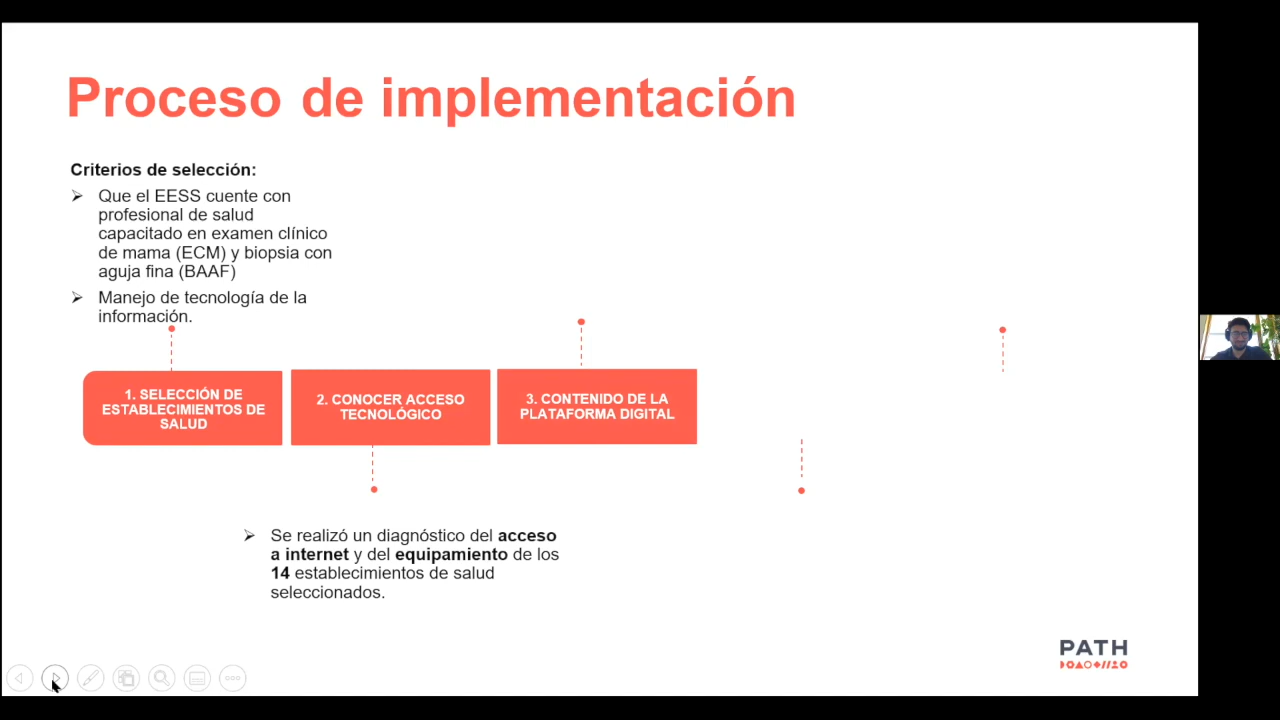 Proceso de implementación
Criterios de selección:
Que el EESS cuente con
profesional de salud
capacitado en examen clínico
de mama (ECM) y biopsia con
aguja fina (BAAF)
Manejo de tecnología de la
información.
1. SELECCIÓN DE
ESTABLECIMIENTOS DE
SALUD
2. CONOCER ACCESO
TECNOLÓGICO
3. CONTENIDO DE LA
PLATAFORMA DIGITAL
Se realizó un diagnóstico del acceso
a internet y del equipamiento de los
14 establecimientos de salud
seleccionados.
PATH